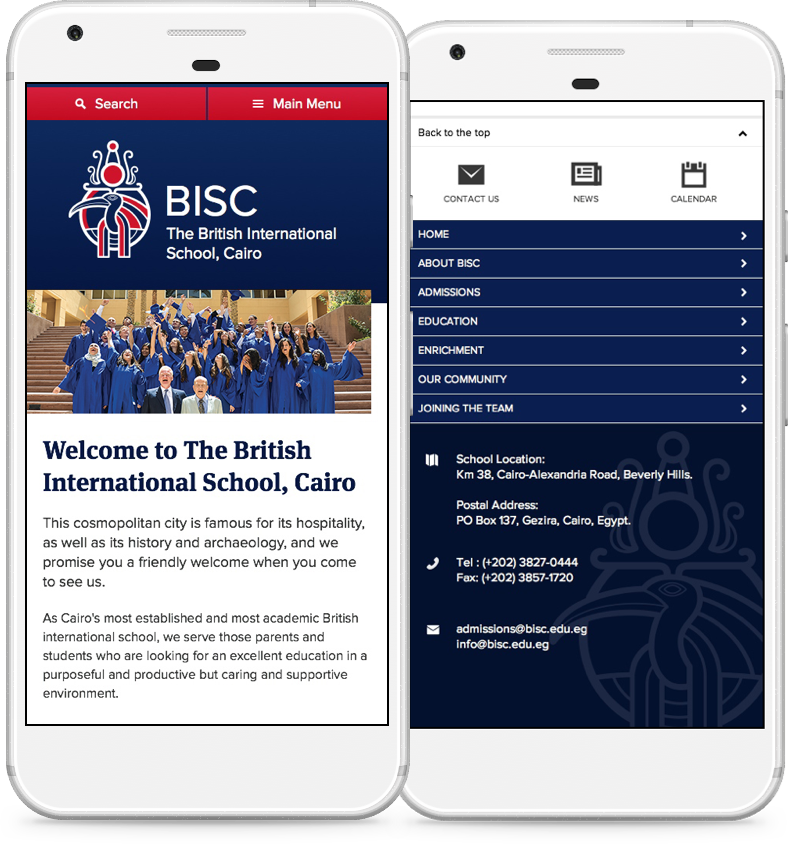 Search
Main Menu
BISC
The British International
School, Cairo
Welcome to The British
International School, Cairo
This cosmopolitan city is famous for its hospitality,
as well as its history and archaeology, and we
promise you a friendly welcome when you come
to see us.
As Cairo's most established and most academic British
international school, we serve those parents and
students who are looking for an excellent education in a
purposeful and productive but caring and supportive
environment.
Back to the top
CONTACT US
NEWS
CALENDAR
HOME
ABOUT BISC
ADMISSIONS
EDUCATION
ENRICHMENT
OUR COMMUNITY
JOINING THE TEAM
School Location:
Km 38, Cairo-Alexandria Road, Beverly Hills.
Postal Address:
PO Box 137, Gezira, Cairo, Egypt.
Tel : (+202) 3827-0444
Fax: (+202) 3857-1720
admissions@bisc.edu.eg
info@bisc.edu.eg